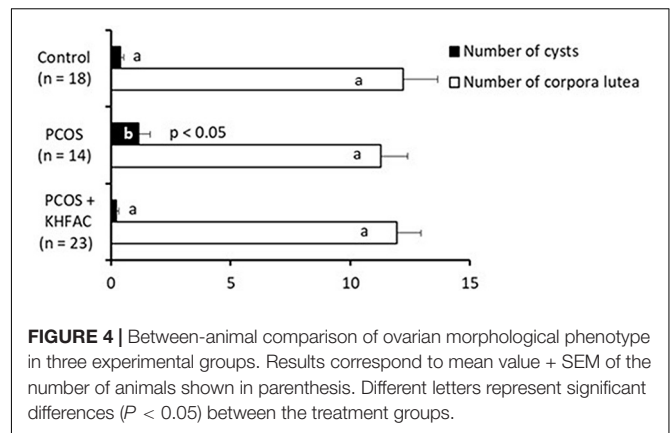 Control
(n = 18)
a
a
■ Number of cysts
□ Number of corpora lutea
PCOS
(n = 14)
b p < 0.05
a
PCOS +
KHFAC
(n = 23)
a
a
0 5 10 15
FIGURE 4 | Between-animal comparison of ovarian morphological phenotype
in three experimental groups. Results correspond to mean value + SEM of the
number of animals shown in parenthesis. Different letters represent significant
differences (P < 0.05) between the treatment groups.